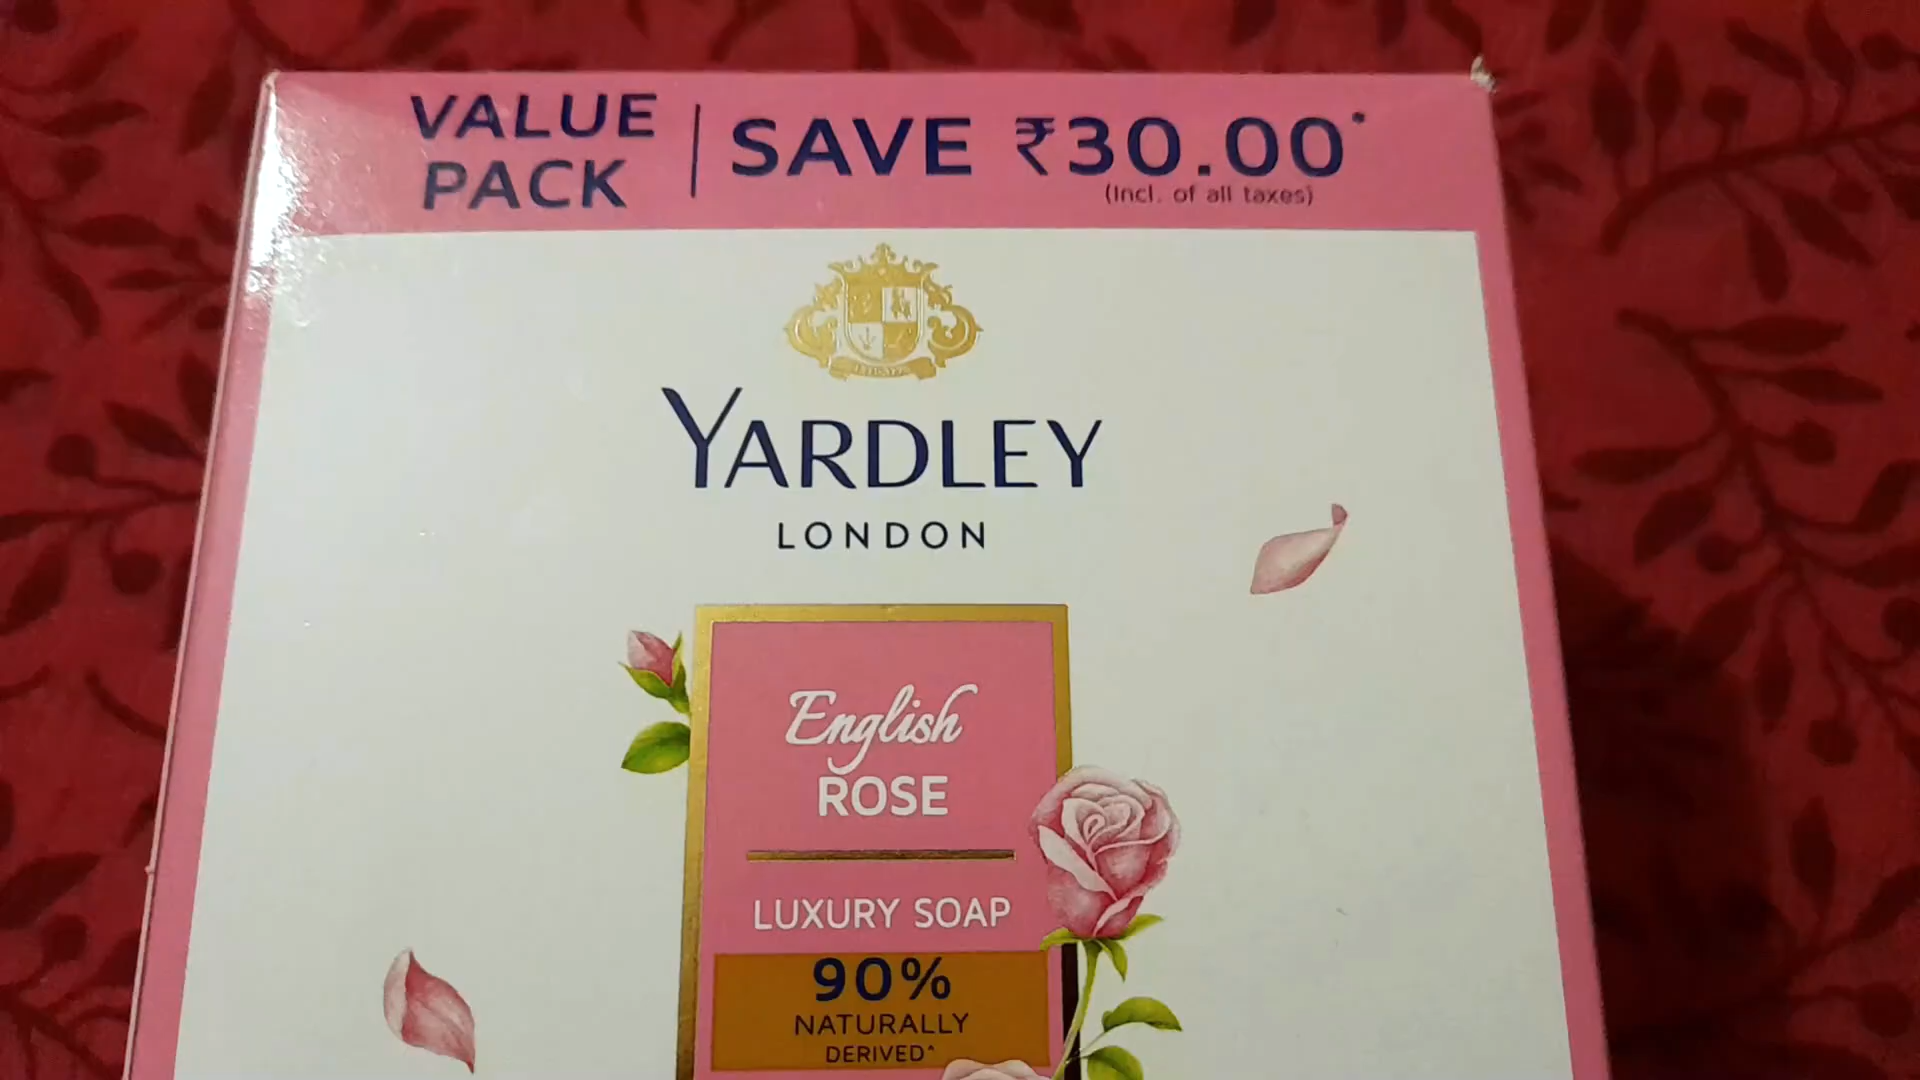 VALUE
PACK
SAVE ₹30.00*
(Incl. of all taxes)
YARDLEY
LONDON
English
ROSE
LUXURY SOAP
90%
NATURALLY
DERIVED^